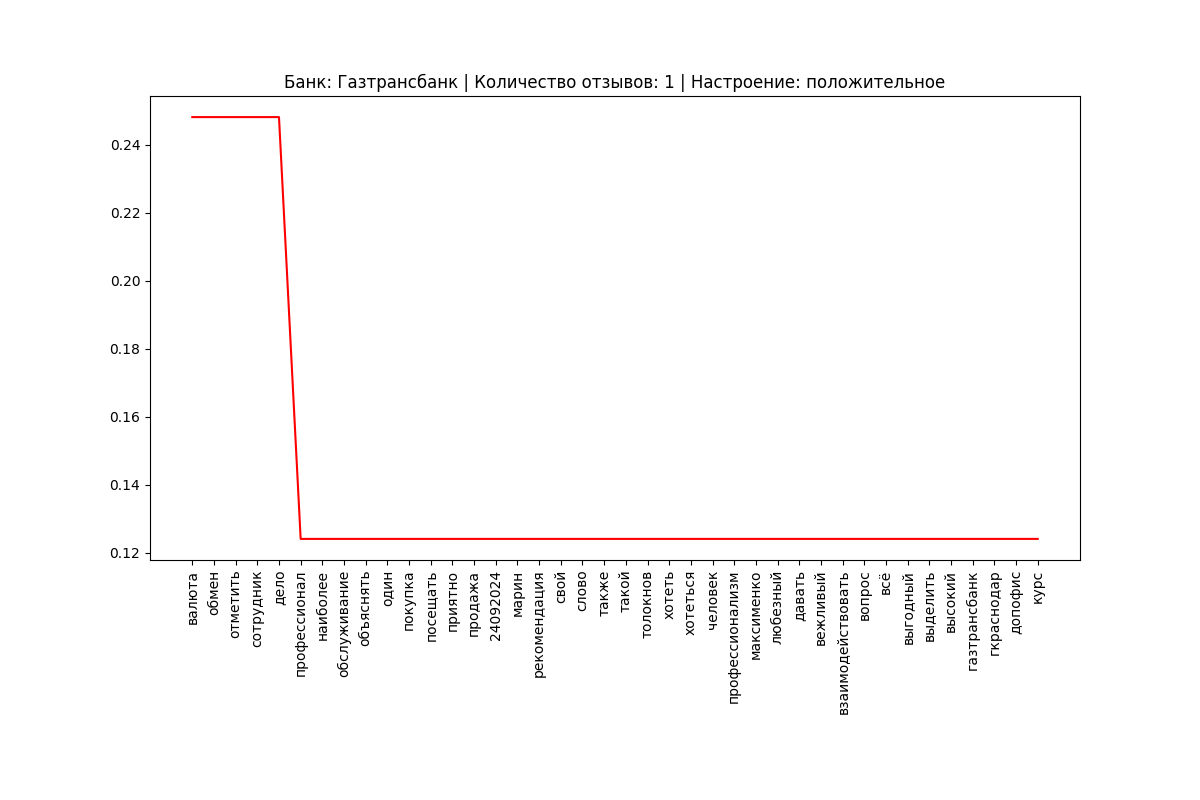 Банк: Газтрансбанк | Количество отзывов: 1 | Настроение: положительное
0.24
0.22
0.20
0.18
0.16
0.14
0.12
валюта
обмен
отметить
сотрудник
дело
профессионал
наиболее
обслуживание
объяснять
один
покупка
посещать
приятно
продажа
24092024
марин
рекомендация
свой
слово
также
такой
толокнов
хотеть
хотеться
человек
профессионализм
максименко
любезный
давать
вежливый
взаимодействовать
вопрос
всё
выгодный
выделить
высокий
газтрансбанк
гкраснодар
допофис
курс